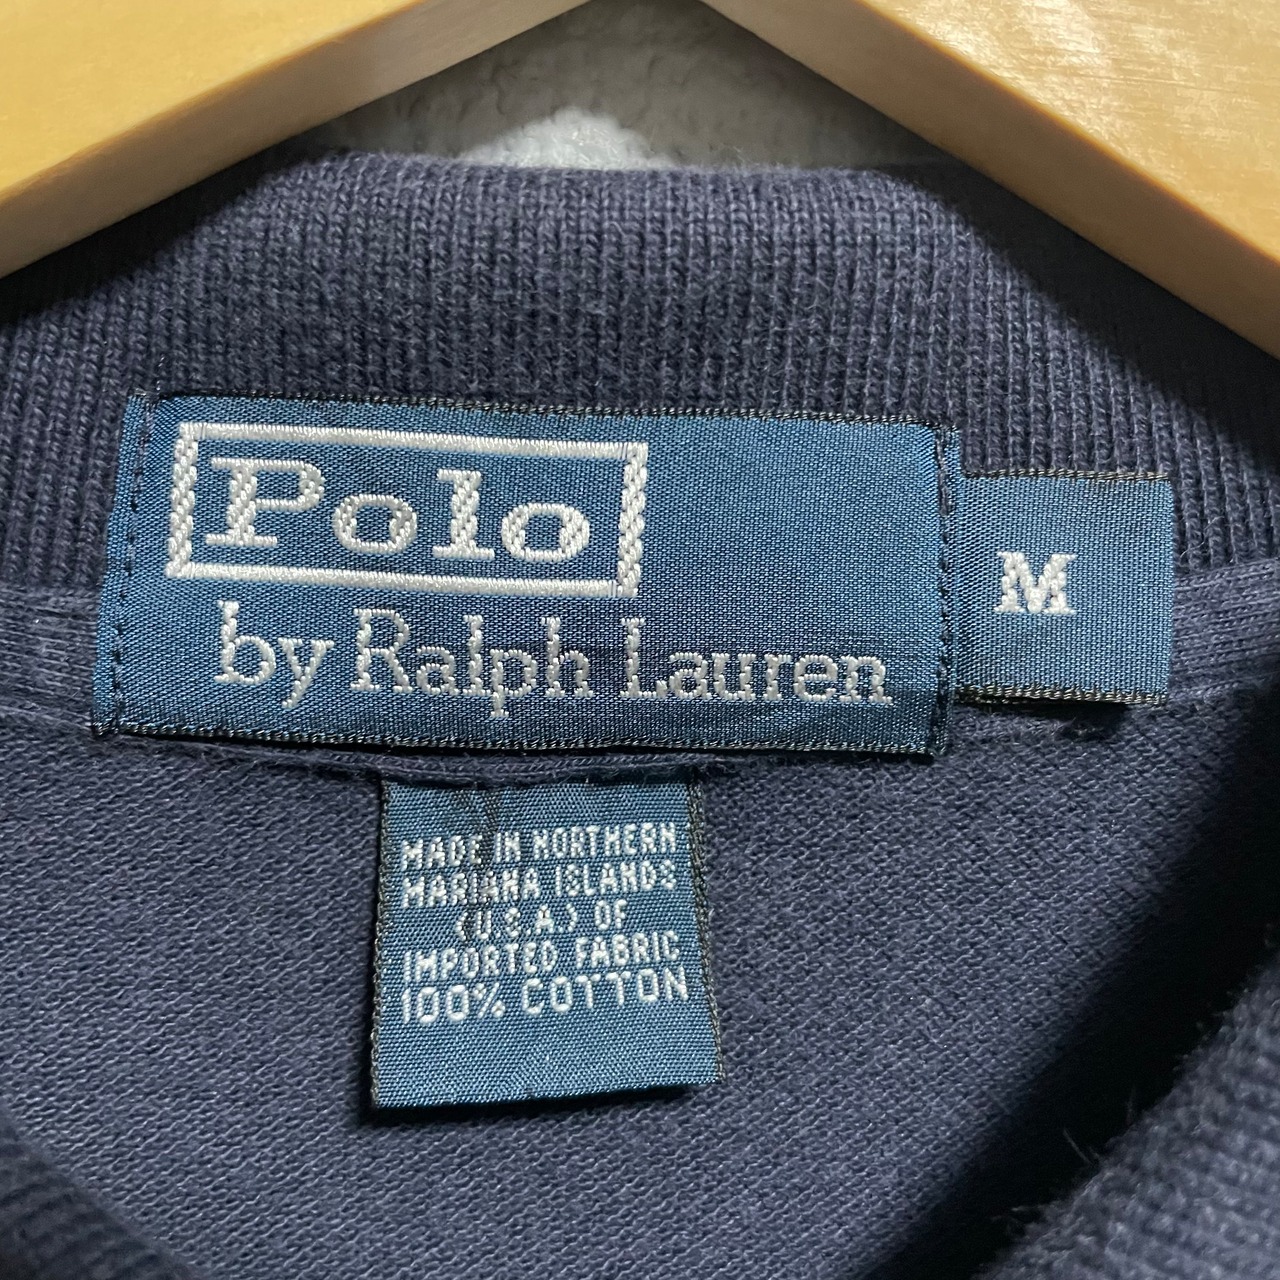 Polo
by Ralph Lauren
M
MADE IN NORTHERN
MARIANA ISLANDS
(U.S.A.) OF
IMPORTED FABRIC
100% COTTON